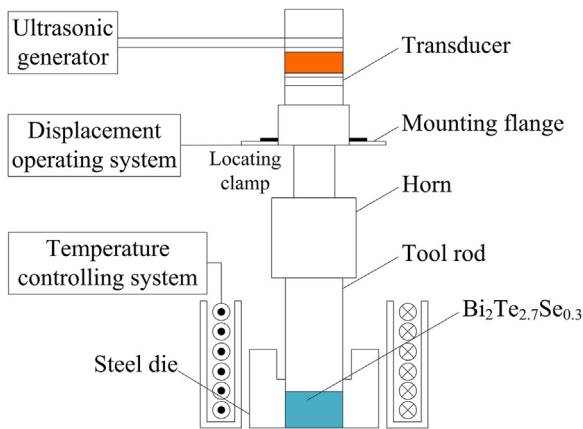 Ultrasonic
generator
Transducer
Displacement
operating system
Mounting flange
Locating
clamp
Horn
Temperature
controlling system
Tool rod
Bi₂Te₂.₇Se₀.₃
Steel die